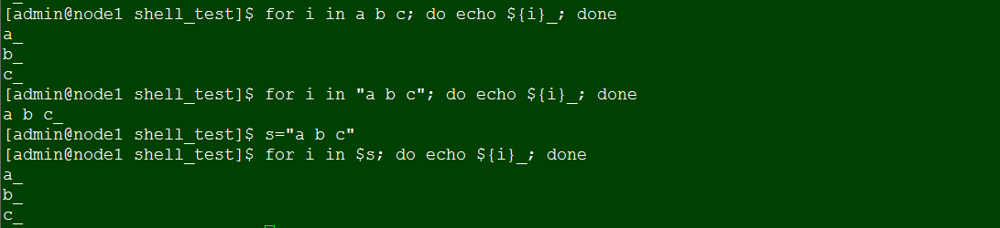 [admin@node1 shell_test]$ for i in a b c; do echo ${i}_; done
a_
b_
c_
[admin@node1 shell_test]$ for i in "a b c"; do echo ${i}_; done
a b c_
[admin@node1 shell_test]$ s="a b c"
[admin@node1 shell_test]$ for i in $s; do echo ${i}_; done
a_
b_
c_